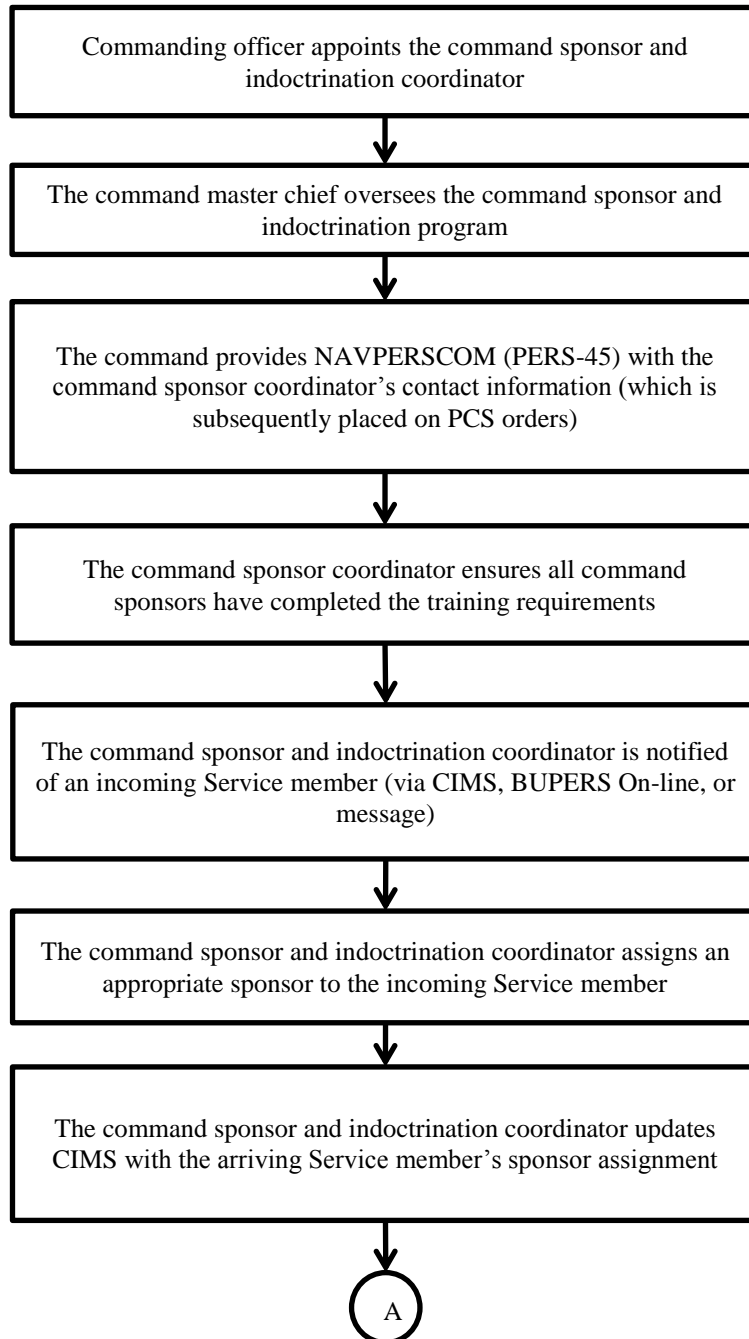 Commanding officer appoints the command sponsor and
indoctrination coordinator
The command master chief oversees the command sponsor and
indoctrination program
The command provides NAVPERSCOM (PERS-45) with the
command sponsor coordinator’s contact information (which is
subsequently placed on PCS orders)
The command sponsor coordinator ensures all command
sponsors have completed the training requirements
The command sponsor and indoctrination coordinator is notified
of an incoming Service member (via CIMS, BUPERS On-line, or
message)
The command sponsor and indoctrination coordinator assigns an
appropriate sponsor to the incoming Service member
The command sponsor and indoctrination coordinator updates
CIMS with the arriving Service member’s sponsor assignment
A